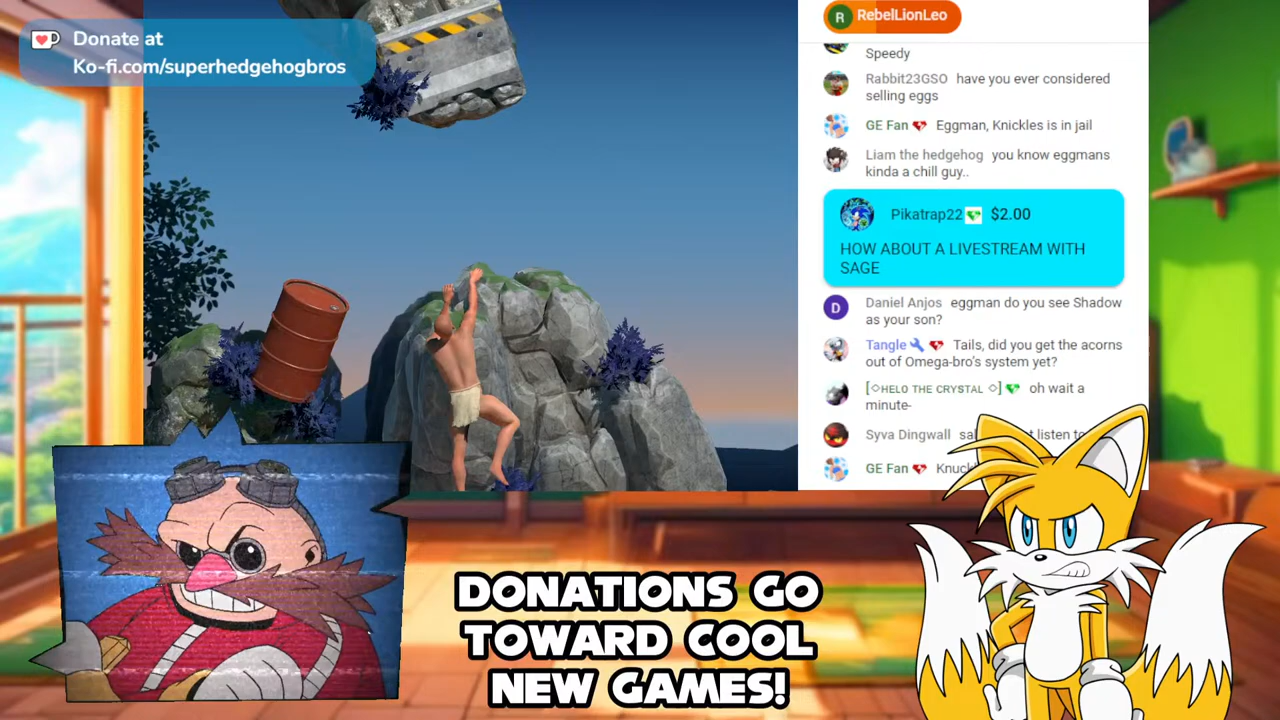 Donate at
Ko-fi.com/superhedgehogbros
R RebelLionLeo
Speedy
Rabbit23GSO have you ever considered
selling eggs
GE Fan Eggman, Knickles is in jail
Liam the hedgehog you know eggmans
kinda a chill guy..
Pikatrap22 $2.00
HOW ABOUT A LIVESTREAM WITH
SAGE
D Daniel Anjos eggman do you see Shadow
as your son?
Tangle Tails, did you get the acorns
out of Omega-bro's system yet?
[◇HELO THE CRYSTAL ◇] oh wait a
minute-
Syva Dingwall listen
GE Fan
DONATIONS GO
TOWARD COOL
NEW GAMES!